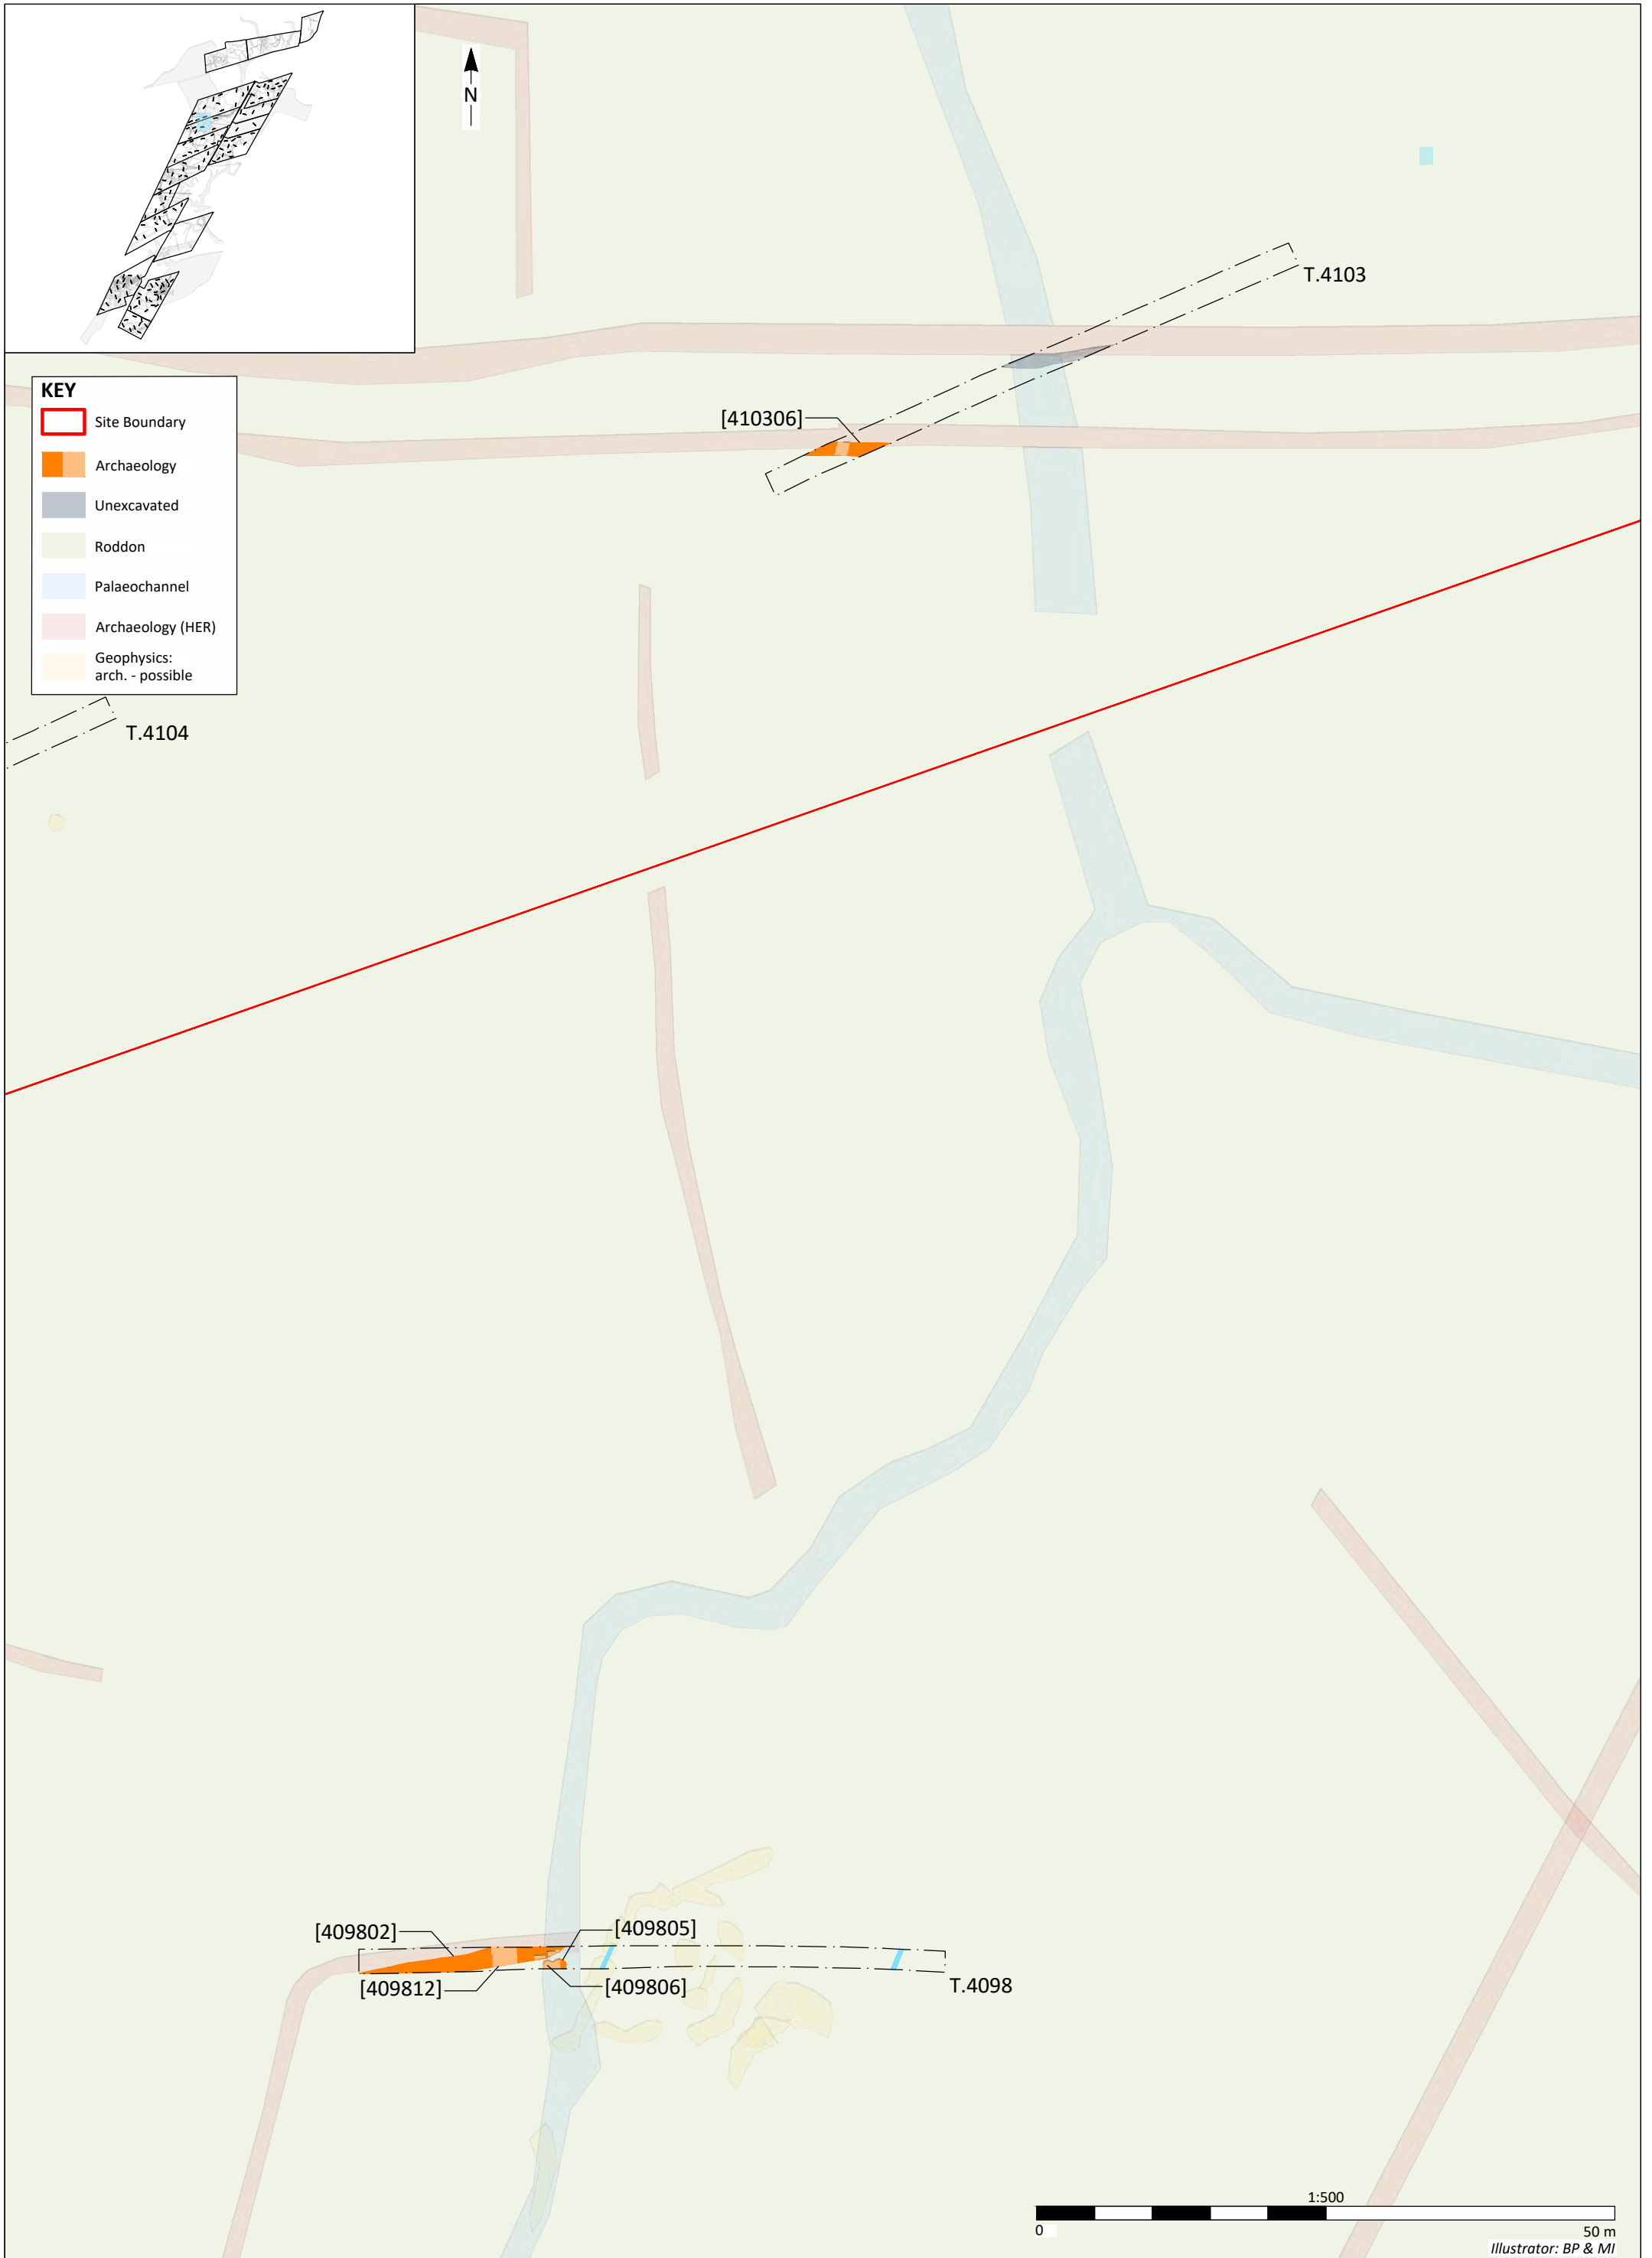 N
T.4103
KEY
Site Boundary
Archaeology
Unexcavated
Roddon
Palaeochannel
Archaeology (HER)
Geophysics:
arch. - possible
[410306]
T.4104
[409802]
[409805]
[409812]
[409806]
T.4098
1:500
0
50 m
Illustrator: BP & MI